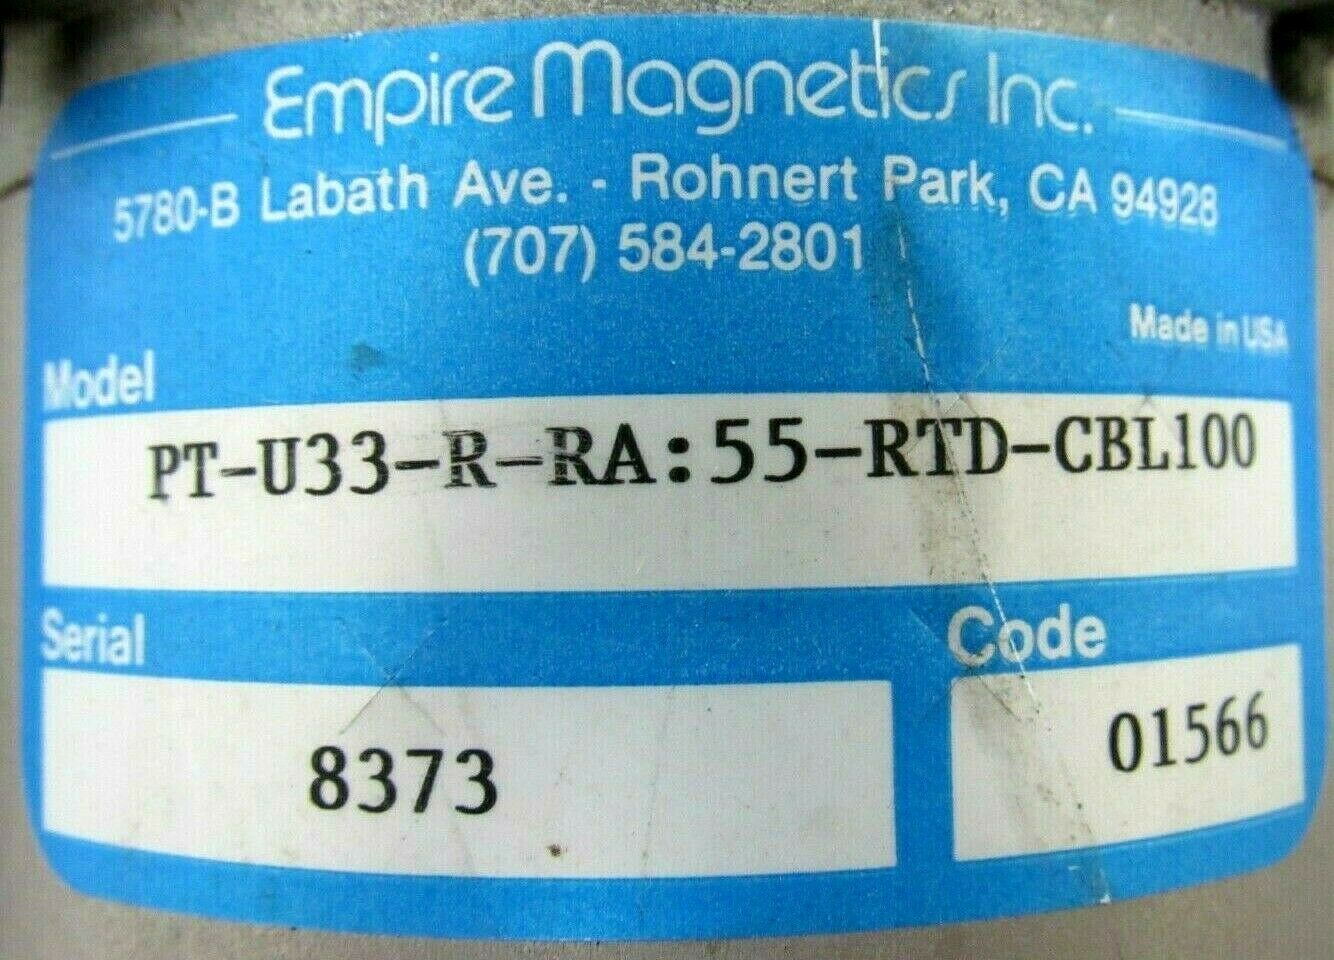 Empire Magnetics Inc.
5780-B Labath Ave. - Rohnert Park, CA 94928
(707) 584-2801
Made in USA
Model
PT-U33-R-RA:55-RTD-CBL100
Serial
Code
8373
01566